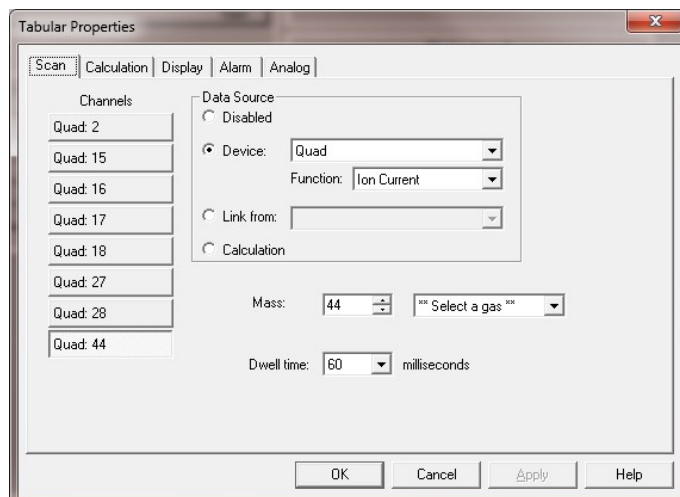 Tabular Properties
Scan Calculation Display Alarm Analog
Channels
Quad: 2
Quad: 15
Quad: 16
Quad: 17
Quad: 18
Quad: 27
Quad: 28
Quad: 44
Data Source
Disabled
Device: Quad
Function: Ion Current
Link from:
Calculation
Mass: 44 ** Select a gas **
Dwell time: 60 milliseconds
OK Cancel Apply Help